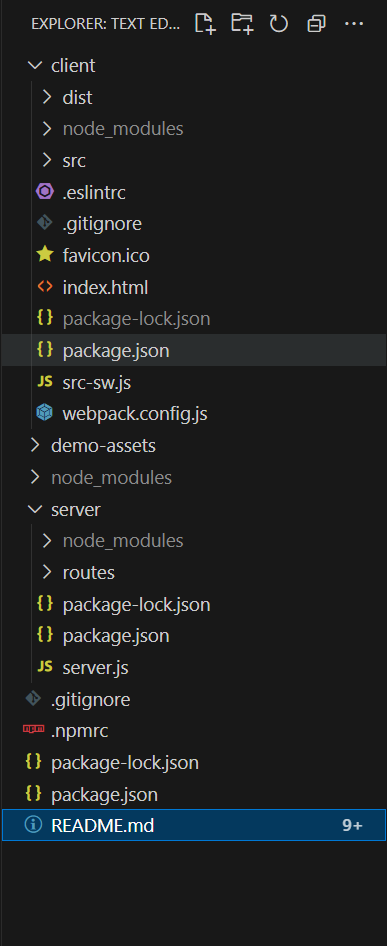 EXPLORER: TEXT ED...
client
dist
node_modules
src
.eslintrc
.gitignore
favicon.ico
index.html
package-lock.json
package.json
JS src-sw.js
webpack.config.js
demo-assets
node_modules
server
node_modules
routes
package-lock.json
package.json
JS server.js
.gitignore
.npmrc
package-lock.json
package.json
README.md 9+